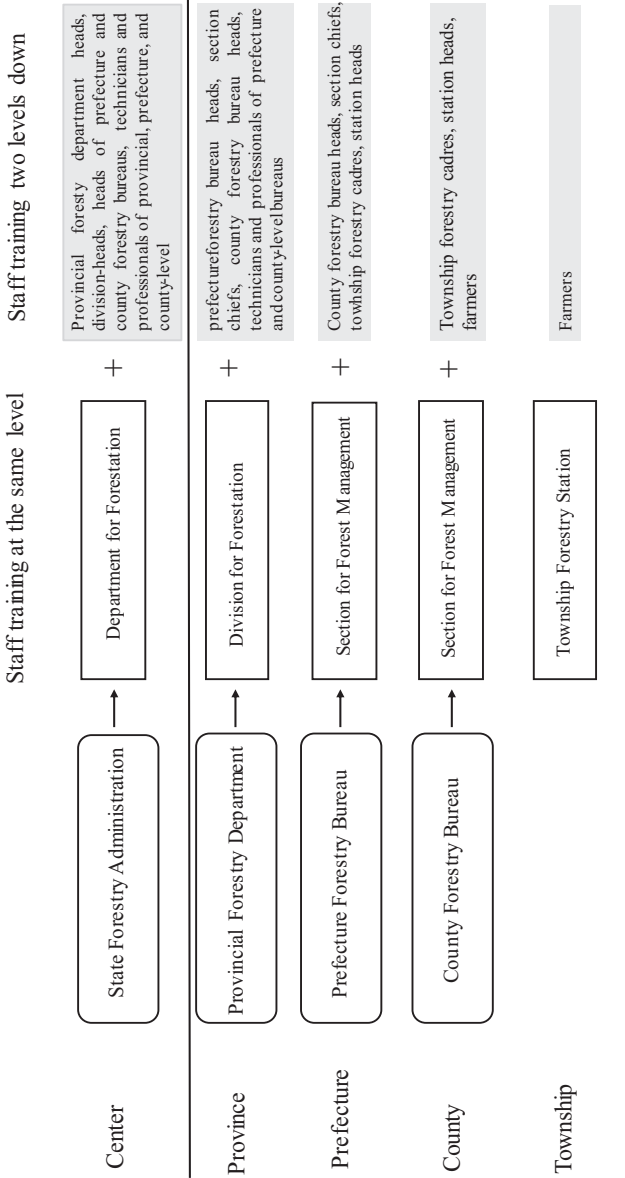 Staff training at the same level
Staff training two levels down
Center
State Forestry Administration
Department for Forestation
+
Provincial foresty department heads,
division-heads, heads of prefecture and
county forestry bureaus, technicians and
professionals of provincial, prefecture, and
county-level
Province
Provincial Forestry Department
Division for Forestation
+
prefectureforestry bureau heads, section
chiefs, county forestry bureau heads,
technicians and professionals of prefecture
and county-level bureaus
Prefecture
Prefecture Forestry Bureau
Section for Forest Management
+
County forestry bureau heads, section chiefs,
towhship forestry cadres, station heads
County
County Forestry Bureau
Section for Forest Management
+
Township forestry cadres, station heads,
farmers
Township
Township Forestry Station
Farmers